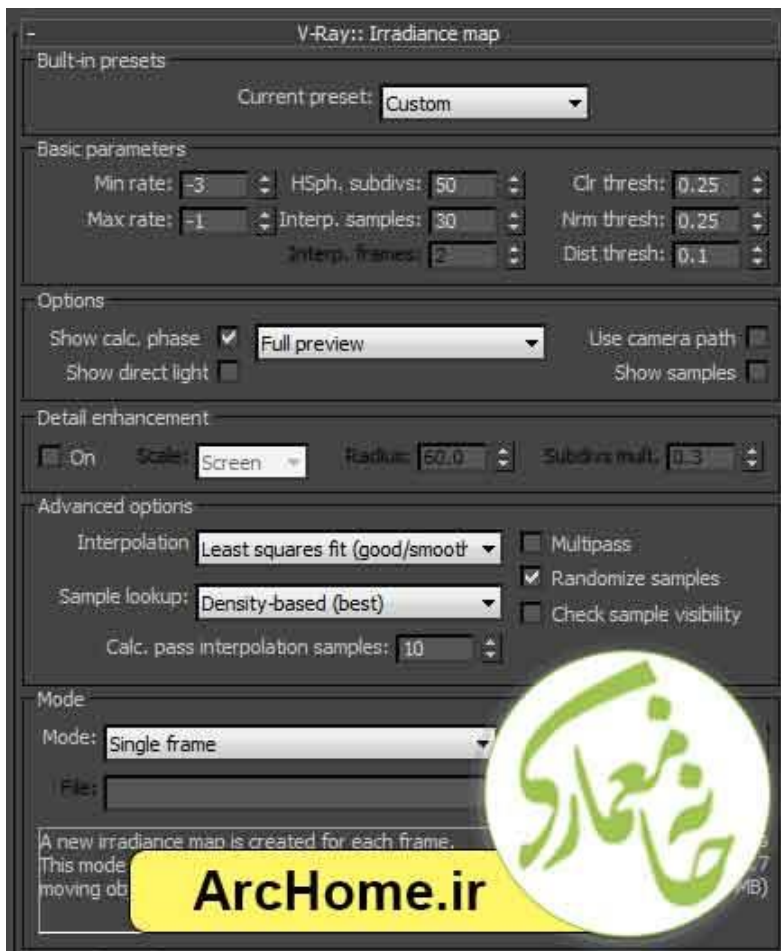 V-Ray:: Irradiance map
Built-in presets
Current preset: Custom
Basic parameters
Min rate: -3 HSph. subdivs: 50 Clr thresh: 0.25
Max rate: -1 Interp. samples: 30 Nrm thresh: 0.25
Interp. frames: 2 Dist thresh: 0.1
Options
Show calc. phase Full preview Use camera path
Show direct light Show samples
Detail enhancement
On Scale: Screen Radius: 60.0 Subdivs mult. 0.3
Advanced options
Interpolation Least squares fit (good/smooth Multipass
Randomize samples
Sample lookup: Density-based (best) Check sample visibility
Calc. pass interpolation samples: 10
Mode
Mode: Single frame
File:
A new irradiance map is created for each frame.
This mode
moving MB)
ArcHome.ir
خانه معماری